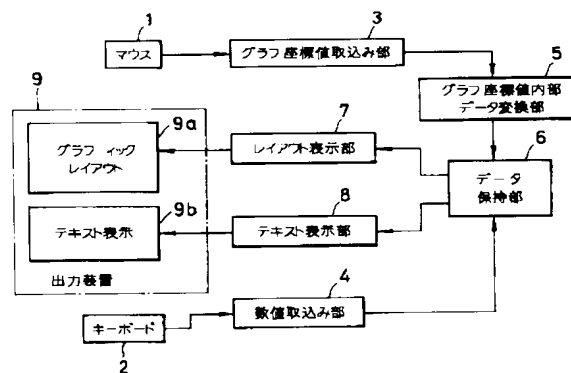 1
マウス
3
グラフ座標値取込み部
5
グラフ座標値内部
データ変換部
9
9a
グラフィック
レイアウト
7
レイアウト表示部
6
データ
保持部
9b
テキスト表示
8
テキスト表示部
出力装置
4
数値取込み部
キーボード
2